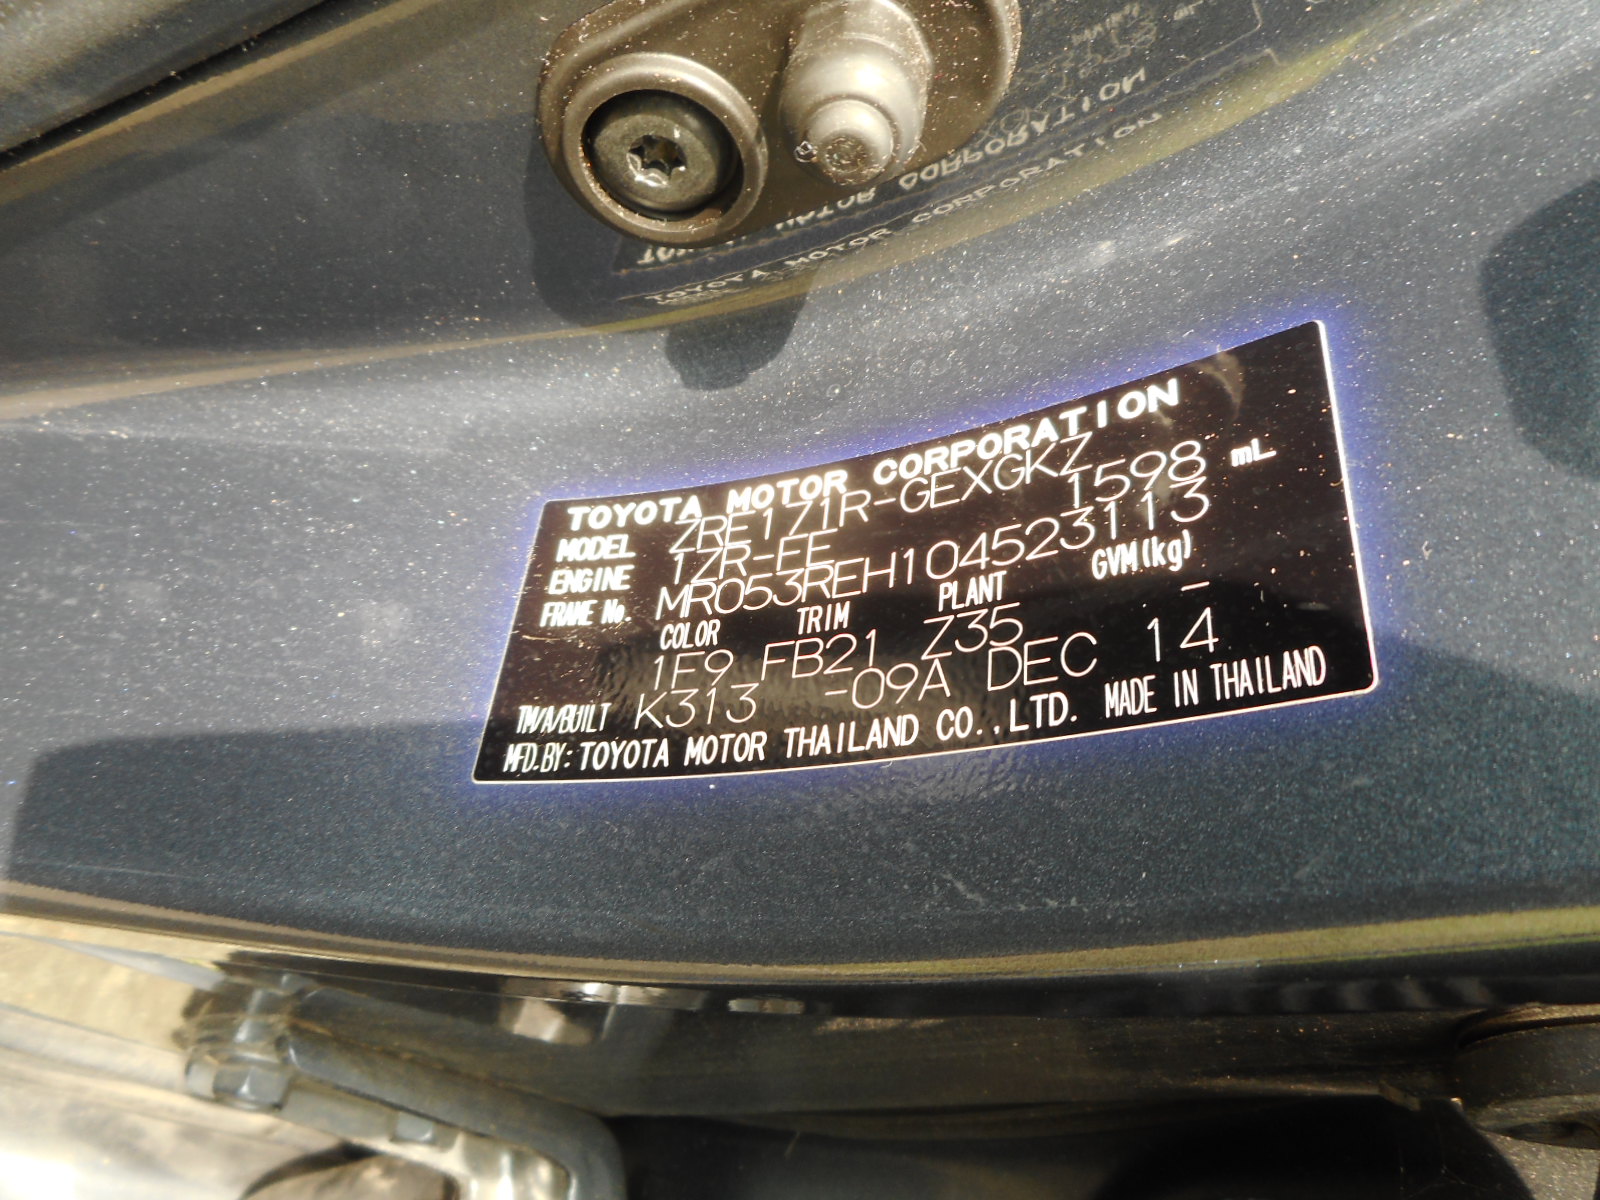 TOYOTA MOTOR CORPORATION
MODEL ZRE171R-GEXGKZ
ENGINE 1ZR-FE 1598 mL
FRAME No. MR053REH104523113
COLOR TRIM PLANT GVM(kg)
1F9 FB21 Z35 -
TM/A/BUILT K313 -09A DEC 14
MFD.BY: TOYOTA MOTOR THAILAND CO.,LTD. MADE IN THAILAND